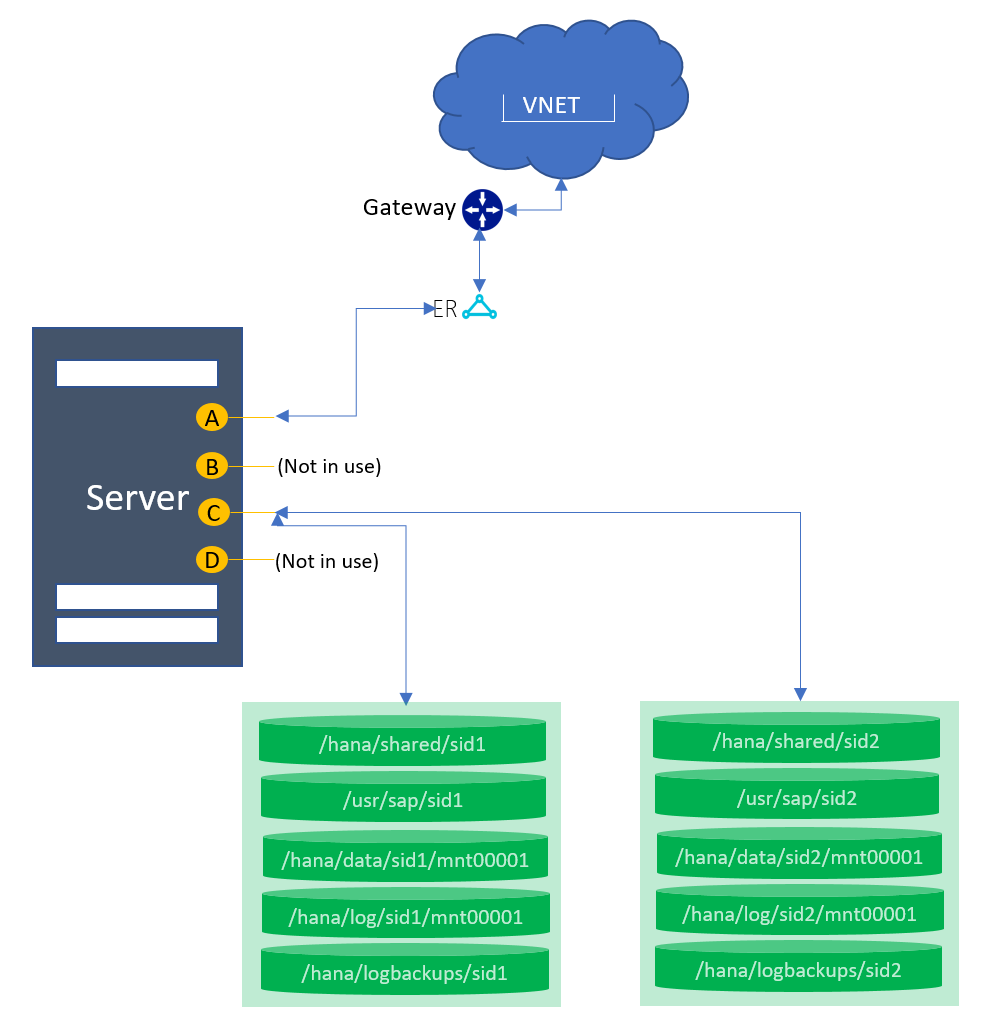 VNET
Gateway
ER
A
B
(Not in use)
Server
C
D
(Not in use)
/hana/shared/sid1
/usr/sap/sid1
/hana/data/sid1/mnt00001
/hana/log/sid1/mnt00001
/hana/logbackups/sid1
/hana/shared/sid2
/usr/sap/sid2
/hana/data/sid2/mnt00001
/hana/log/sid2/mnt00001
/hana/logbackups/sid2